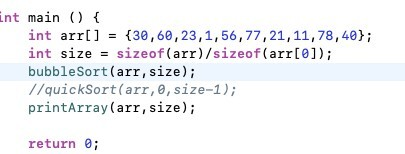 int main () {
int arr[] = {30,60,23,1,56,77,21,11,78,40};
int size = sizeof(arr)/sizeof(arr[0]);
bubbleSort(arr,size);
//quickSort(arr,0,size-1);
printArray(arr,size);
return 0;